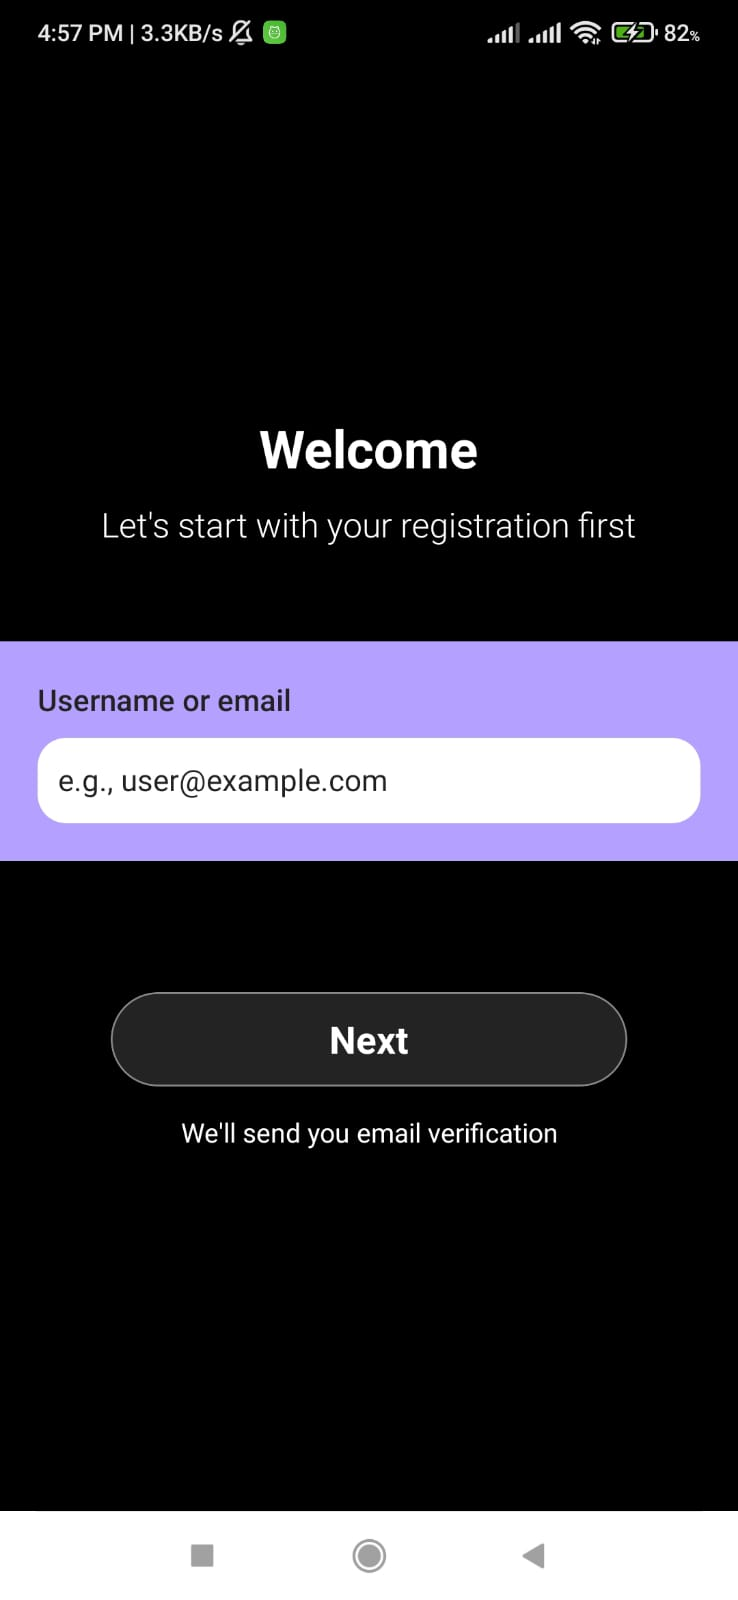 4:57 PM | 3.3KB/s 82%
Welcome
Let's start with your registration first
Username or email
e.g., user@example.com
Next
We'll send you email verification